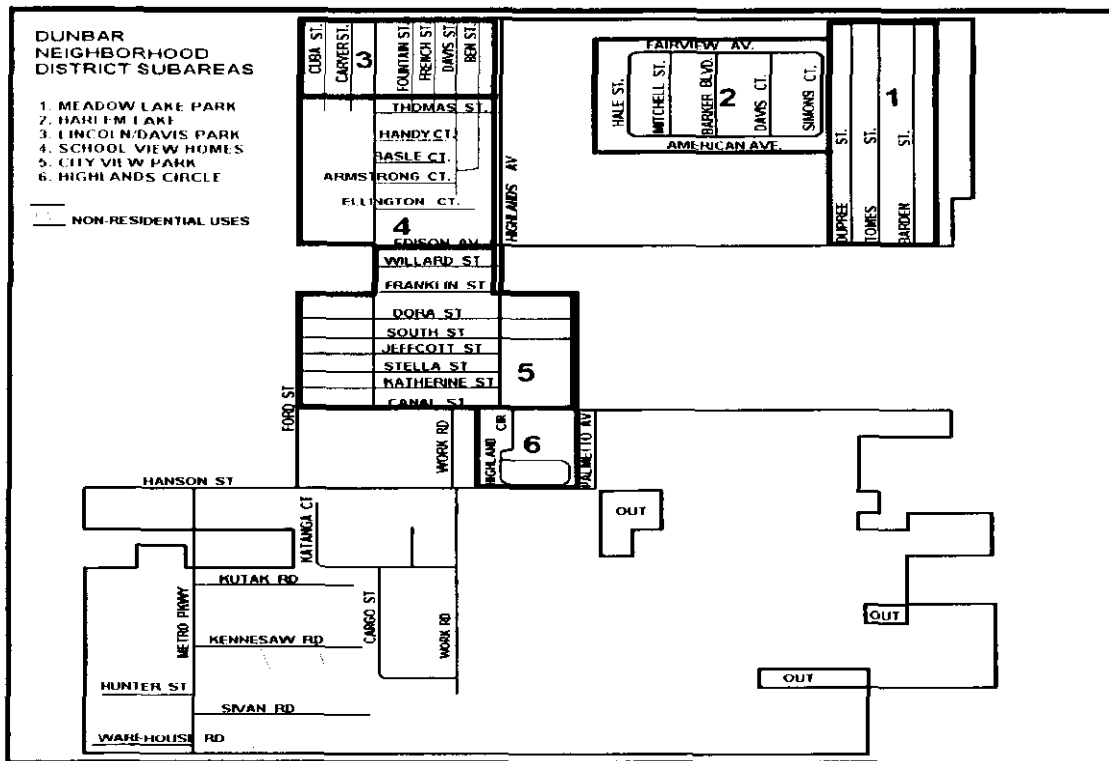 DUNBAR
NEIGHBORHOOD
DISTRICT SUBAREAS
1. MEADOW LAKE PARK
2. HARLEM LAKE
3. LINCOLN/DAVIS PARK
4. SCHOOL VIEW HOMES
5. CITY VIEW PARK
6. HIGHLANDS CIRCLE
NON-RESIDENTIAL USES
CUBA ST.
CARVER ST.
3
FOUNTAIN ST.
FRENCH ST.
DAVIS ST.
BEN ST.
THOMAS ST.
HANDY CT.
BASLE CT.
ARMSTRONG CT.
ELLINGTON CT.
4
EDISON AV.
HIGHLANDS AV
FAIRVIEW AV.
HALE ST.
MITCHELL ST.
BARKER BLVD.
2
DAVIS CT.
SIMONS CT.
AMERICAN AVE.
1
DUPREE ST.
TOMES ST.
BARDEN ST.
WILLARD ST
FRANKLIN ST
DORA ST
SOUTH ST
JEFFCOTT ST
STELLA ST
KATHERINE ST
CANAL ST
5
FORD ST
WORK RD
HIGHLAND CIR
6
PALMETTO AV
HANSON ST
KATANGA CT
OUT
KUTAK RD
METRO PKWY
CARGO ST
WORK RD
KENNESAW RD
OUT
HUNTER ST
OUT
SIVAN RD
WAREHOUSE RD